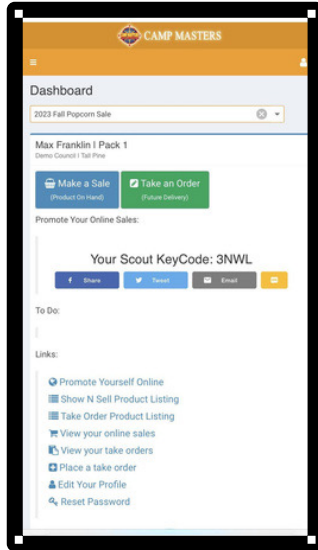 CAMP MASTERS
Dashboard
2023 Fall Popcorn Sale
Max Franklin | Pack 1
Demo Council | Tall Pine
Make a Sale
(Product On Hand)
Take an Order
(Future Delivery)
Promote Your Online Sales:
Your Scout KeyCode: 3NWL
Share
Tweet
Email
To Do:
Links:
Promote Yourself Online
Show N Sell Product Listing
Take Order Product Listing
View your online sales
View your take orders
Place a take order
Edit Your Profile
Reset Password